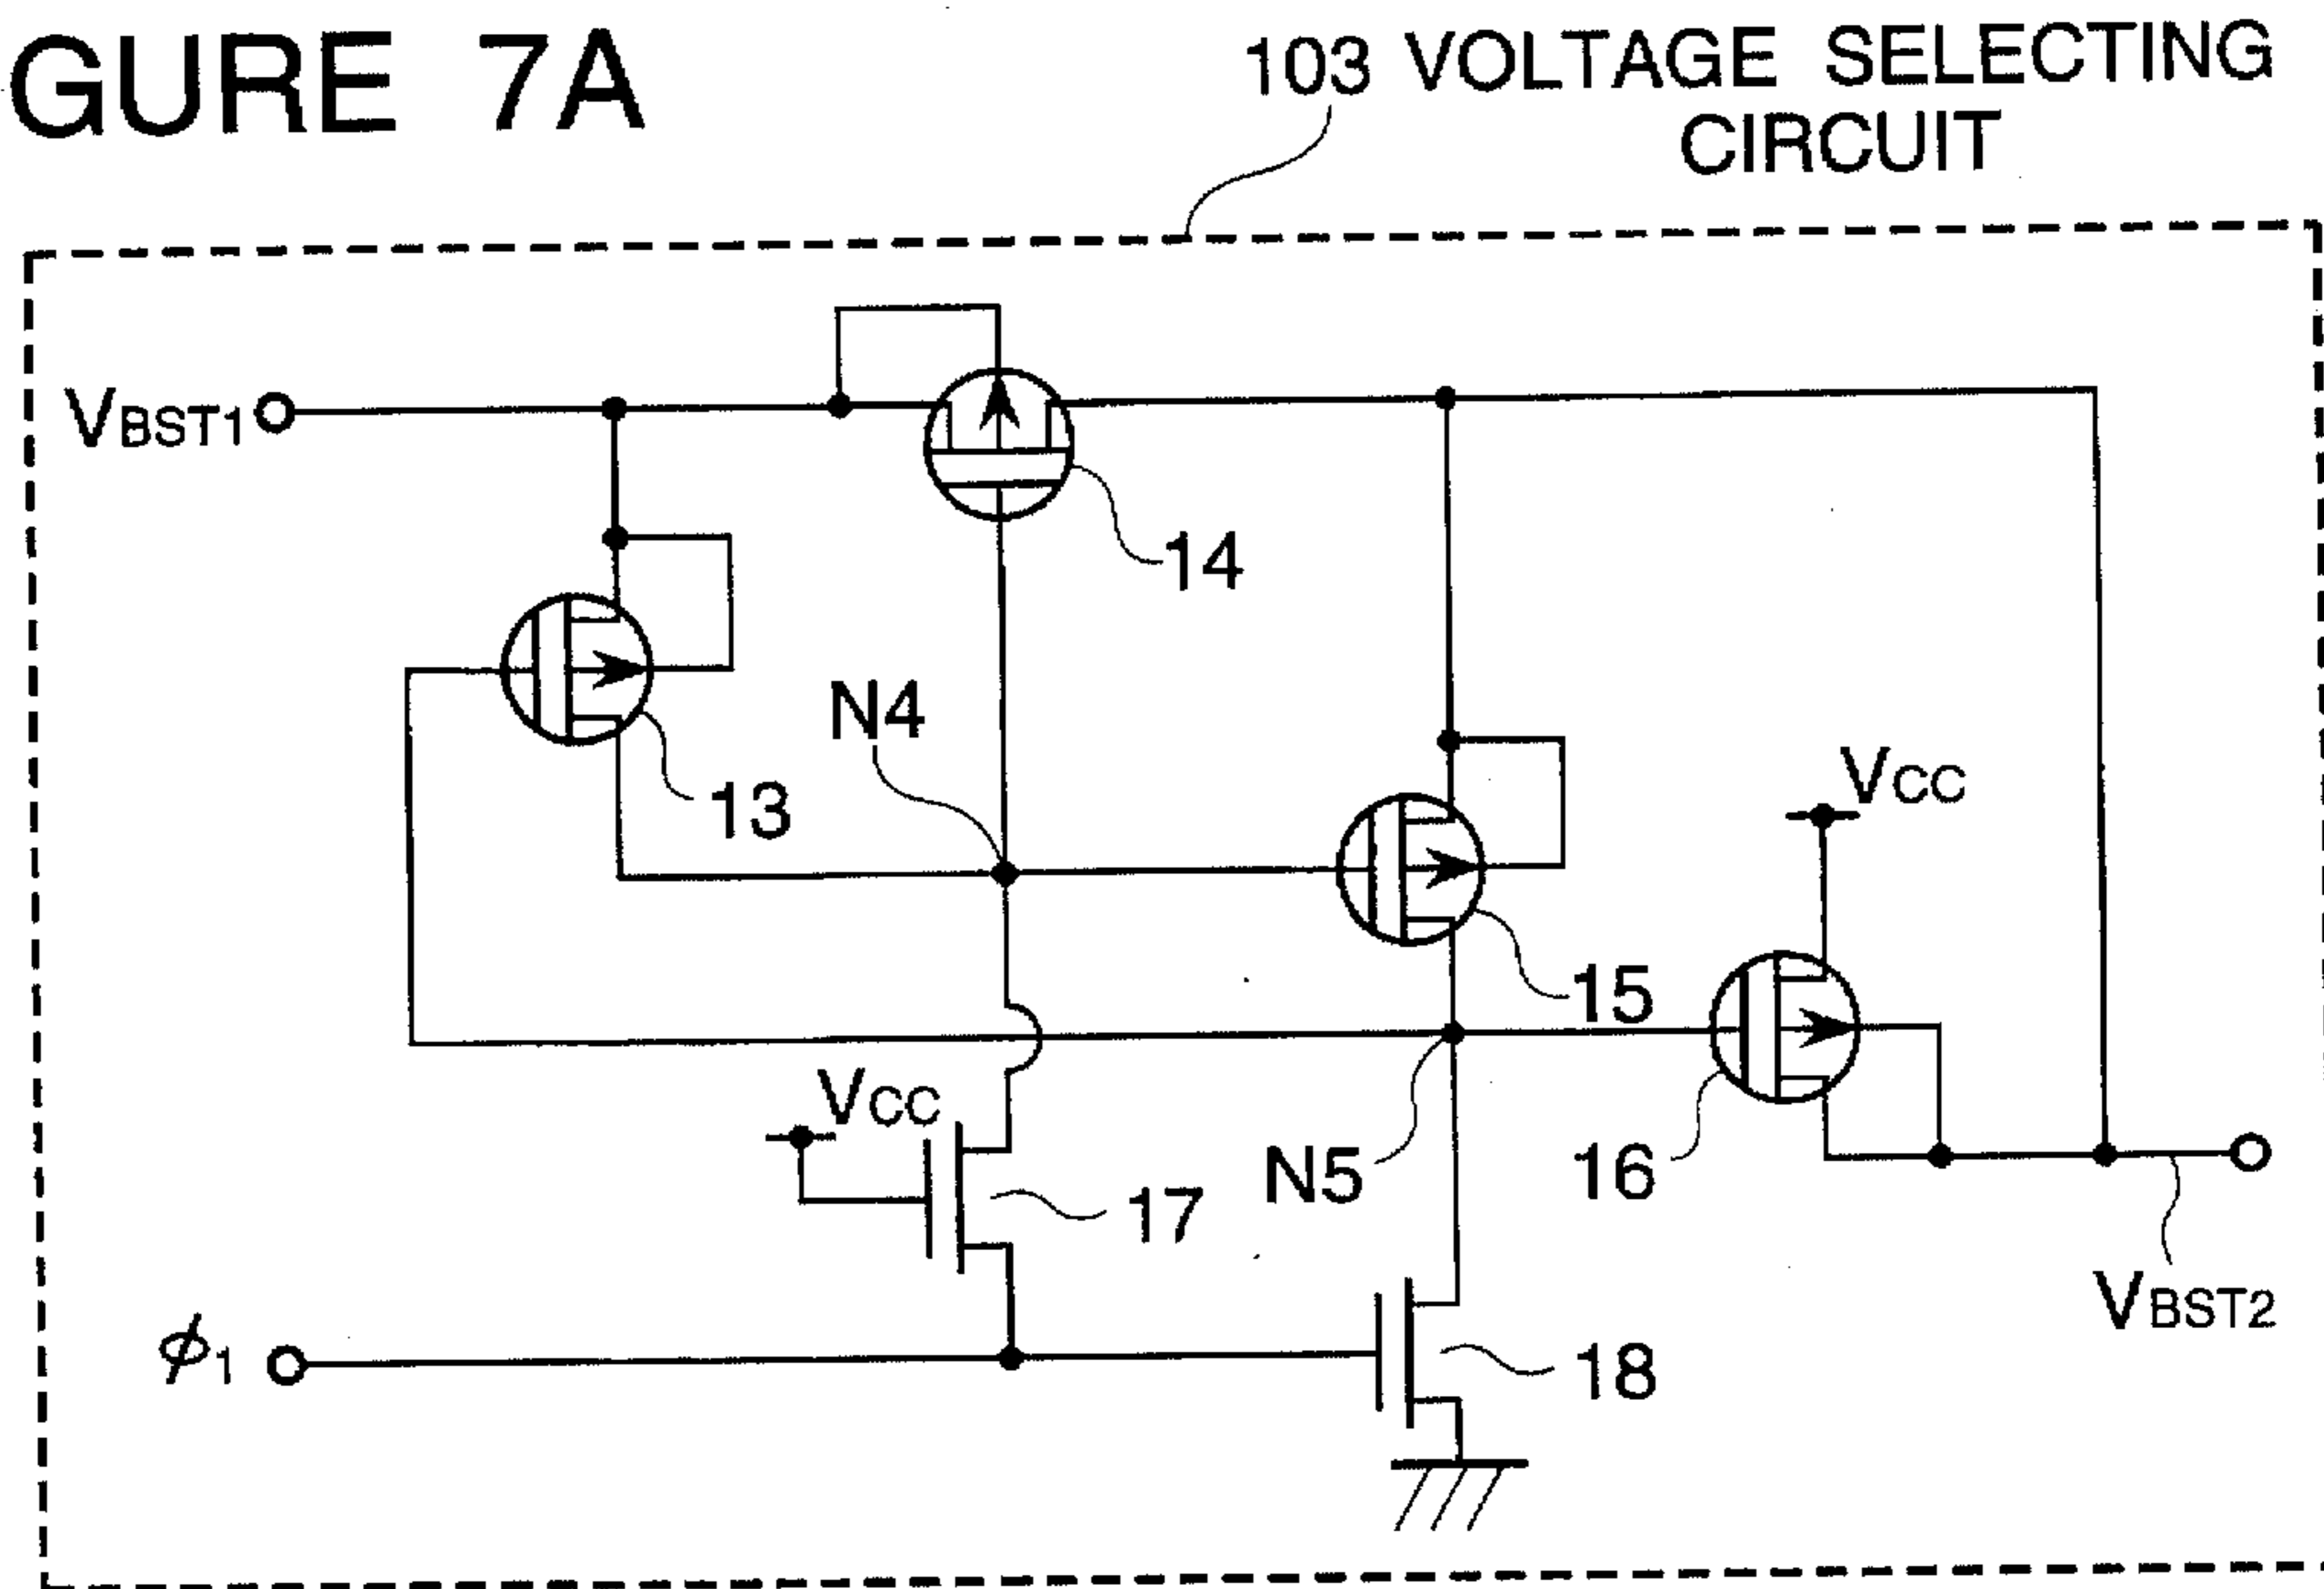 GURE 7A
103 VOLTAGE SELECTING
CIRCUIT
VBST1
14
N4
13
VCC
15
VCC
N5
16
17
VBST2
ϕ1
18